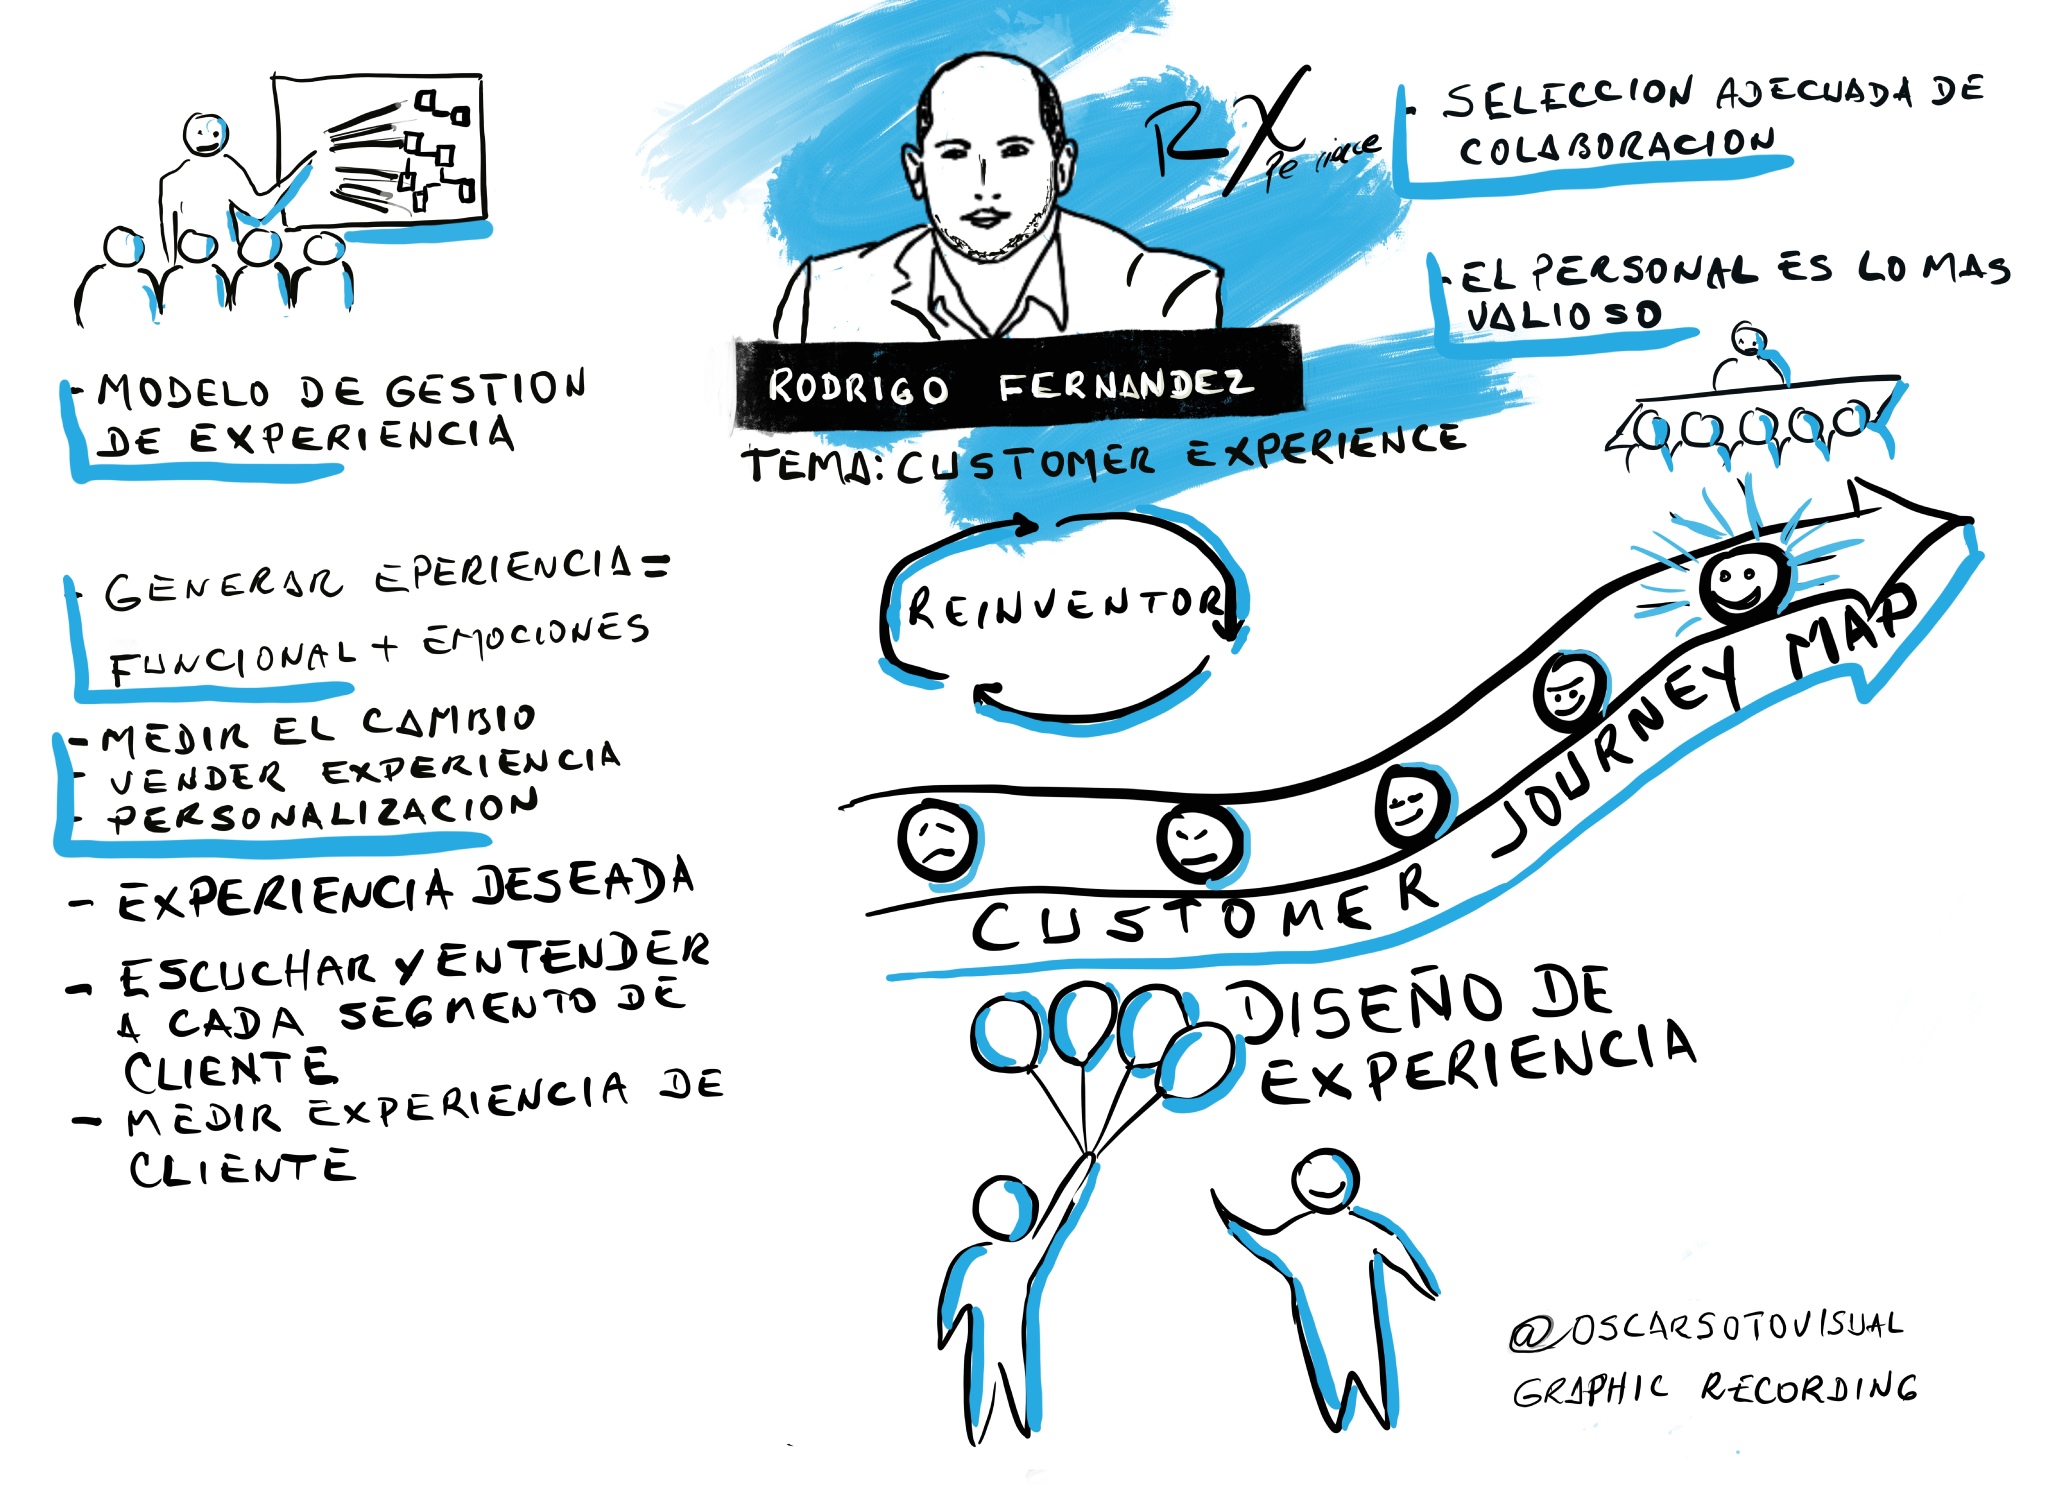 RX
PERIENCE
- SELECCION ADECUADA DE
COLABORACION
- EL PERSONAL ES LO MAS
VALIOSO
RODRIGO FERNANDEZ
TEMA: CUSTOMER EXPERIENCE
- MODELO DE GESTION
DE EXPERIENCIA
- GENERAR EPERIENCIA =
FUNCIONAL + EMOCIONES
- MEDIR EL CAMBIO
- VENDER EXPERIENCIA
- PERSONALIZACION
- EXPERIENCIA DESEADA
- ESCUCHAR Y ENTENDER
A CADA SEGMENTO DE
CLIENTE
- MEDIR EXPERIENCIA DE
CLIENTE
REINVENTOR
CUSTOMER JOURNEY MAP
DISEÑO DE
EXPERIENCIA
@OSCARSOTOVISUAL
GRAPHIC RECORDING